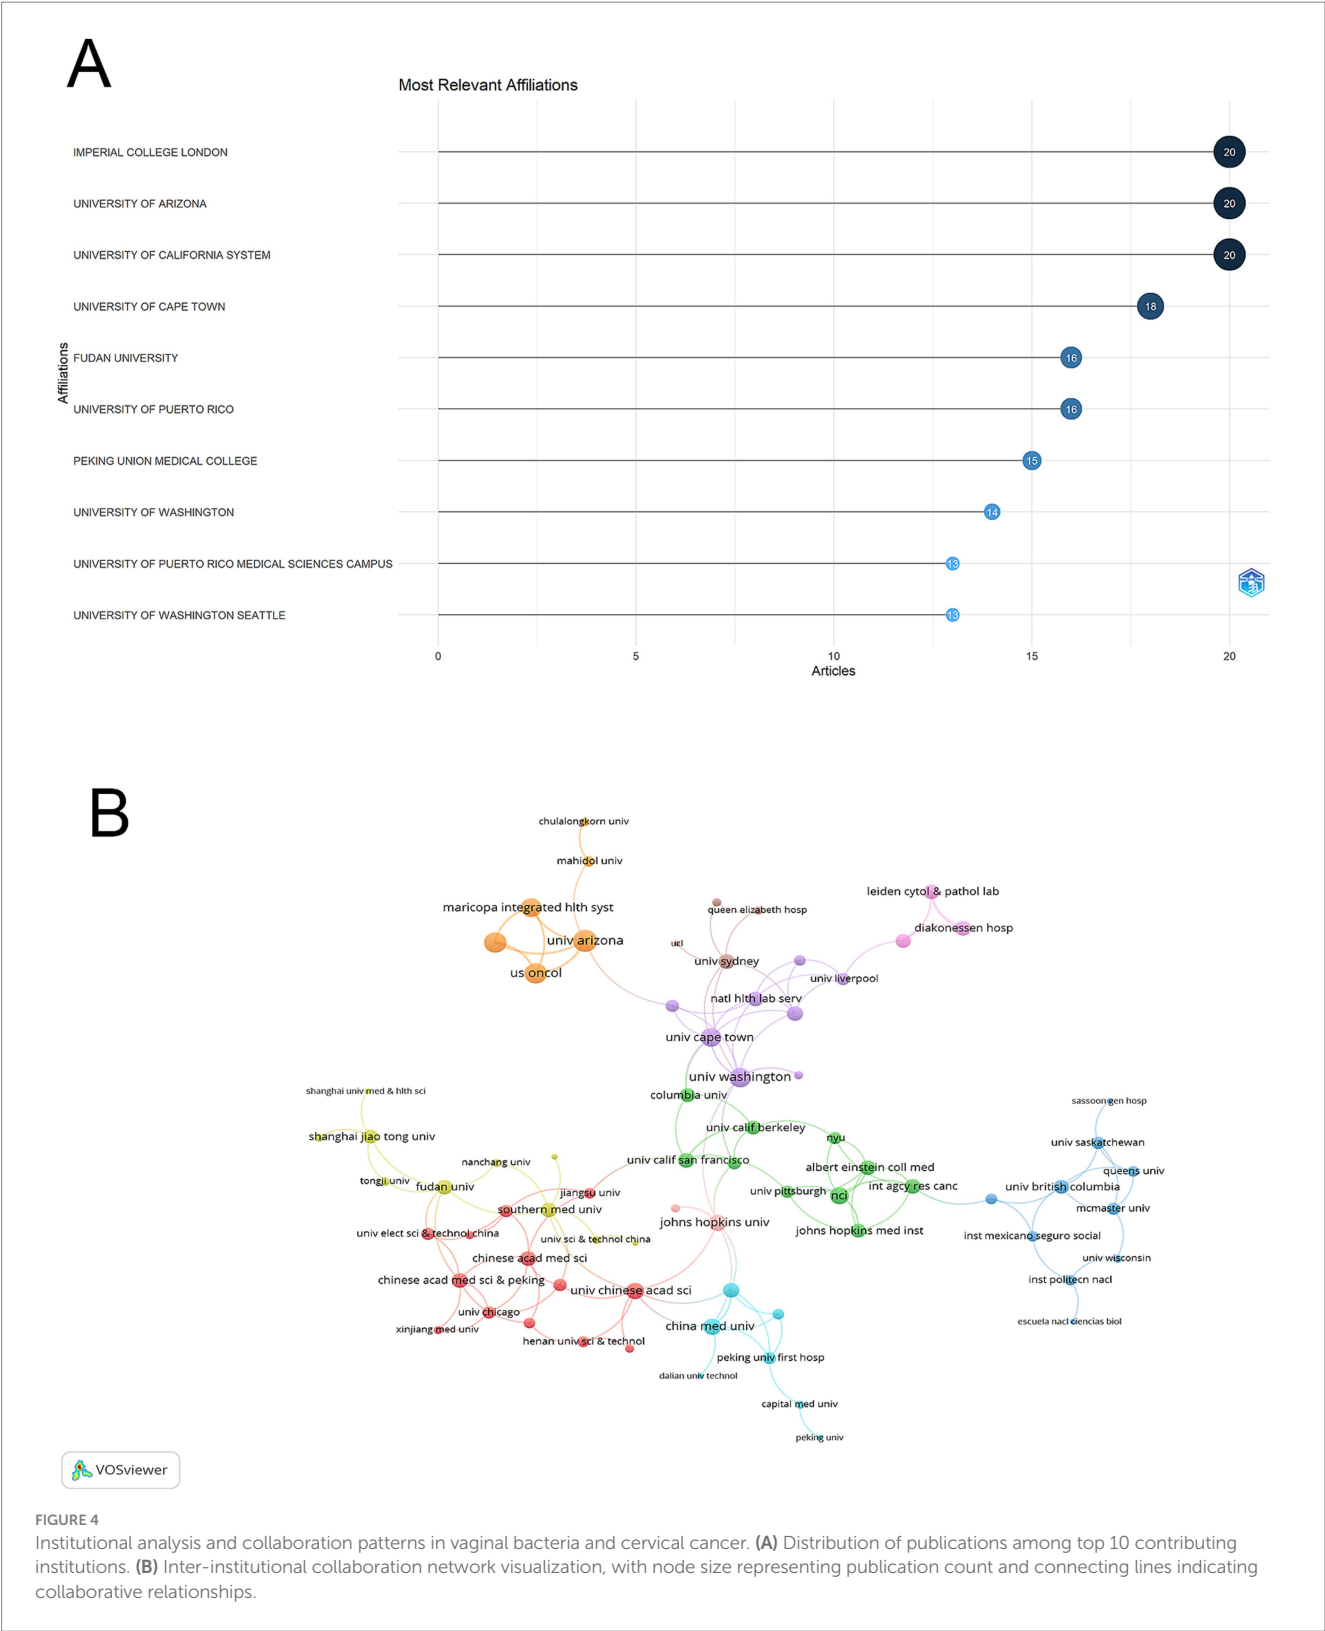 A
Most Relevant Affiliations
IMPERIAL COLLEGE LONDON
20
UNIVERSITY OF ARIZONA
20
UNIVERSITY OF CALIFORNIA SYSTEM
20
UNIVERSITY OF CAPE TOWN
18
FUDAN UNIVERSITY
16
UNIVERSITY OF PUERTO RICO
16
PEKING UNION MEDICAL COLLEGE
15
UNIVERSITY OF WASHINGTON
14
UNIVERSITY OF PUERTO RICO MEDICAL SCIENCES CAMPUS
13
UNIVERSITY OF WASHINGTON SEATTLE
13
Affiliations
0 5 10 15 20
Articles
B
chulalongkorn univ
mahidol univ
maricopa integrated hlth syst
univ arizona
us oncol
leiden cytol & pathol lab
diakonessen hosp
queen elizabeth hosp
ucl
univ sydney
univ liverpool
natl hlth lab serv
univ cape town
univ washington
columbia univ
univ calif berkeley
nyu
univ calif san francisco
albert einstein coll med
univ pittsburgh
nci
int agcy res canc
johns hopkins med inst
johns hopkins univ
shanghai univ med & hlth sci
shanghai jiao tong univ
tongji univ
nanchang univ
fudan univ
jiangsu univ
southern med univ
univ elect sci & technol china
univ sci & technol china
chinese acad med sci
chinese acad med sci & peking
univ chinese acad sci
univ chicago
xinjiang med univ
henan univ sci & technol
china med univ
peking univ first hosp
dalian univ technol
capital med univ
peking univ
sassoon gen hosp
univ saskatchewan
queens univ
univ british columbia
mcmaster univ
inst mexicano seguro social
univ wisconsin
inst politecn nacl
escuela nacl ciencias biol
VOSviewer
FIGURE 4
Institutional analysis and collaboration patterns in vaginal bacteria and cervical cancer. (A) Distribution of publications among top 10 contributing
institutions. (B) Inter-institutional collaboration network visualization, with node size representing publication count and connecting lines indicating
collaborative relationships.